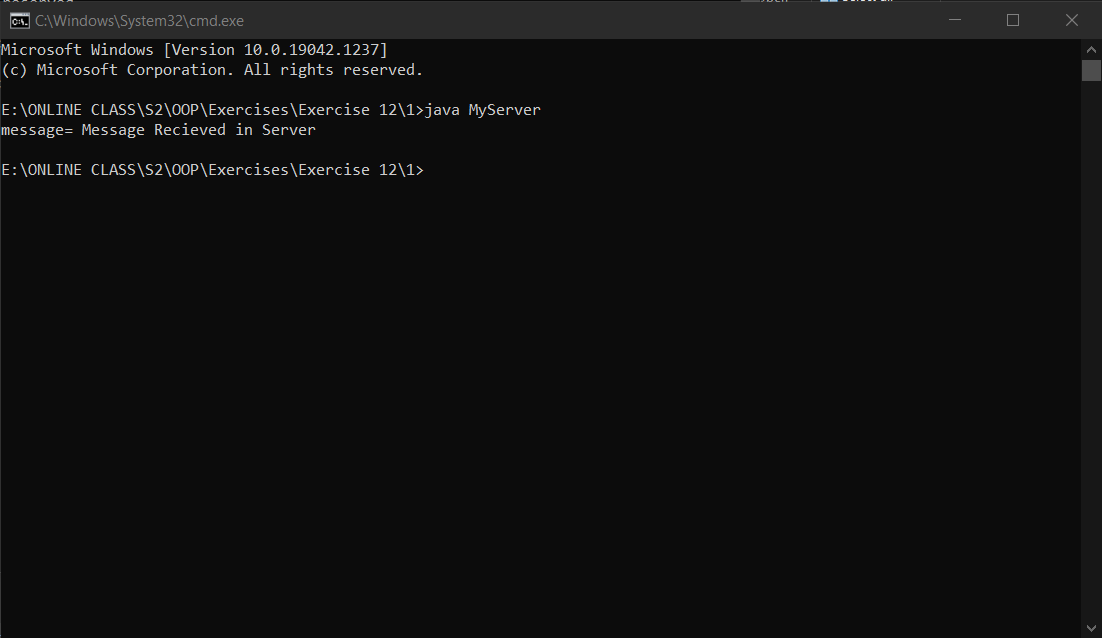 C:\Windows\System32\cmd.exe
Microsoft Windows [Version 10.0.19042.1237]
(c) Microsoft Corporation. All rights reserved.
E:\ONLINE CLASS\S2\OOP\Exercises\Exercise 12\1>java MyServer
message= Message Recieved in Server
E:\ONLINE CLASS\S2\OOP\Exercises\Exercise 12\1>